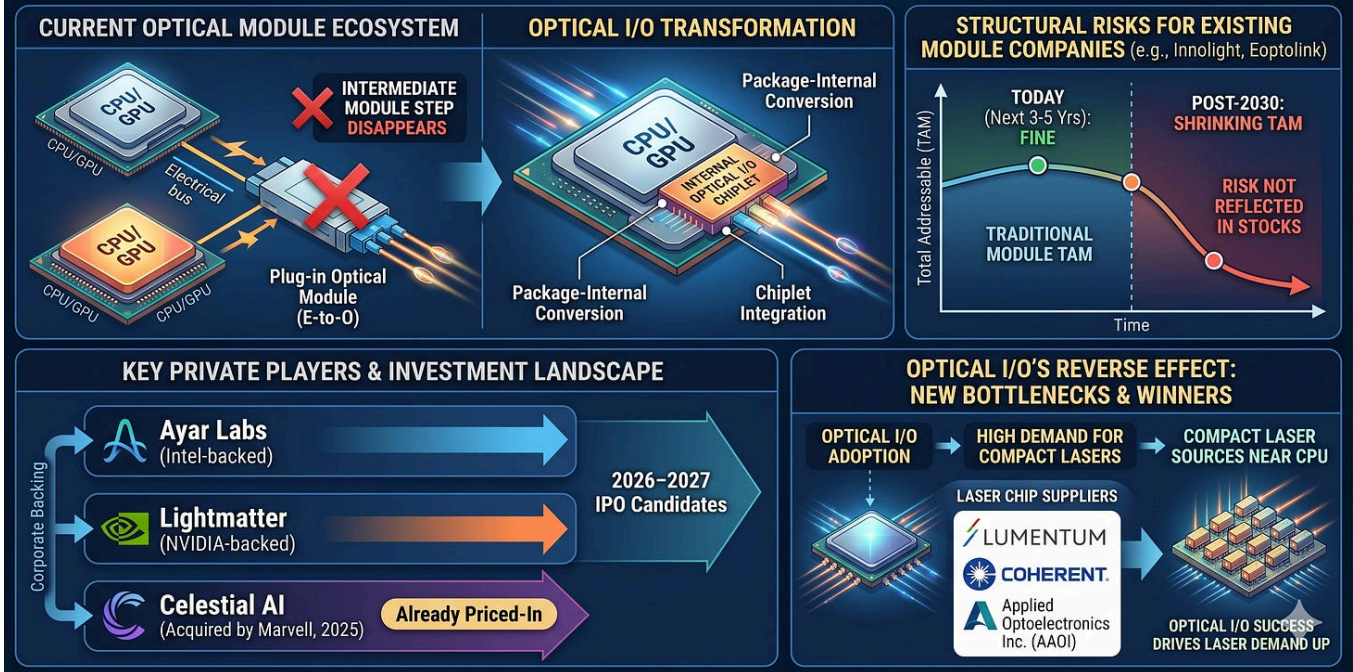 CURRENT OPTICAL MODULE ECOSYSTEM
CPU/
GPU
CPU/GPU
Electrical
bus
CPU/
GPU
CPU/GPU
CPU/GPU
INTERMEDIATE
MODULE STEP
DISAPPEARS
Plug-in Optical
Module
(E-to-O)
OPTICAL I/O TRANSFORMATION
Package-Internal
Conversion
CPU/
GPU
INTERNAL
OPTICAL I/O
CHIPLET
Package-Internal
Conversion
Chiplet
Integration
STRUCTURAL RISKS FOR EXISTING
MODULE COMPANIES (e.g., Innolight, Eoptolink)
Total Addressable (TAM)
TODAY
(Next 3-5 Yrs):
FINE
TRADITIONAL
MODULE TAM
POST-2030:
SHRINKING TAM
RISK NOT
REFLECTED
IN STOCKS
Time
KEY PRIVATE PLAYERS & INVESTMENT LANDSCAPE
Corporate Backing
Ayar Labs
(Intel-backed)
Lightmatter
(NVIDIA-backed)
Celestial AI
(Acquired by Marvell, 2025)
Already Priced-In
2026–2027
IPO Candidates
OPTICAL I/O'S REVERSE EFFECT:
NEW BOTTLENECKS & WINNERS
OPTICAL I/O
ADOPTION
HIGH DEMAND FOR
COMPACT LASERS
COMPACT LASER
SOURCES NEAR CPU
LASER CHIP SUPPLIERS
LUMENTUM
COHERENT.
Applied
Optoelectronics
Inc. (AAOI)
OPTICAL I/O SUCCESS
DRIVES LASER DEMAND UP